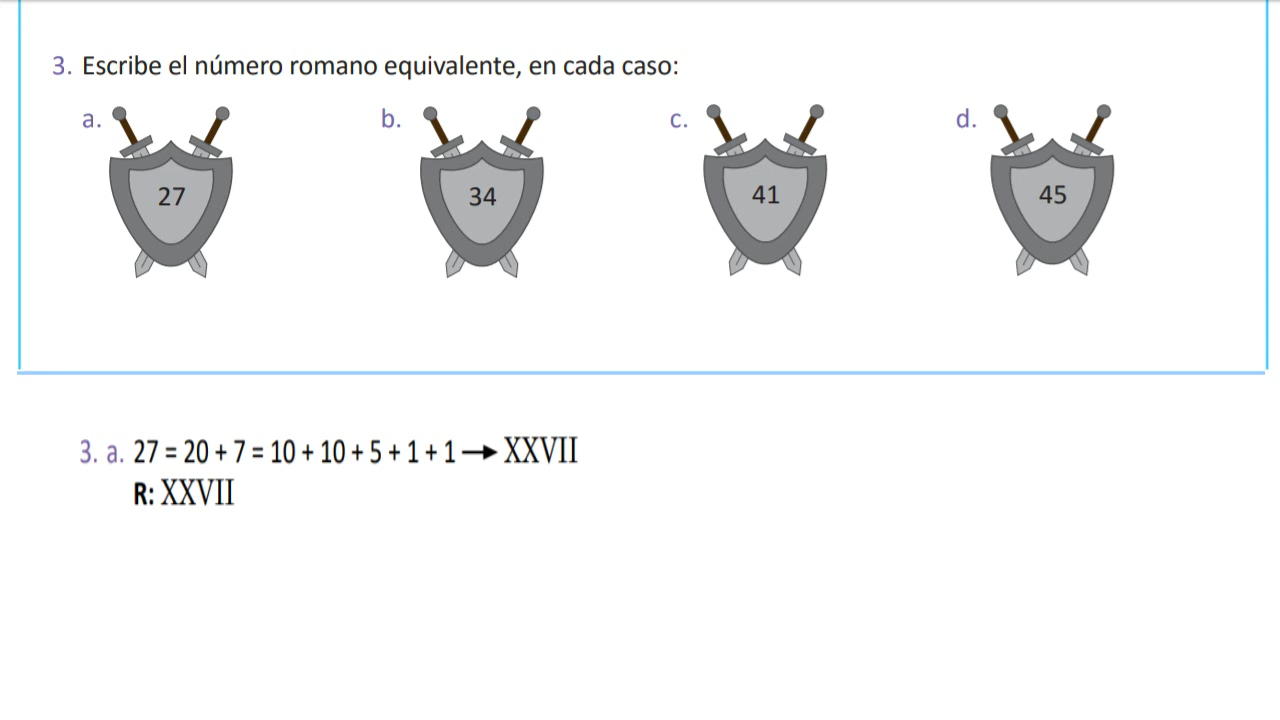 3. Escribe el número romano equivalente, en cada caso:
a. b. c. d.
27 34 41 45
3. a. 27 = 20 + 7 = 10 + 10 + 5 + 1 + 1 → XXVII
R: XXVII